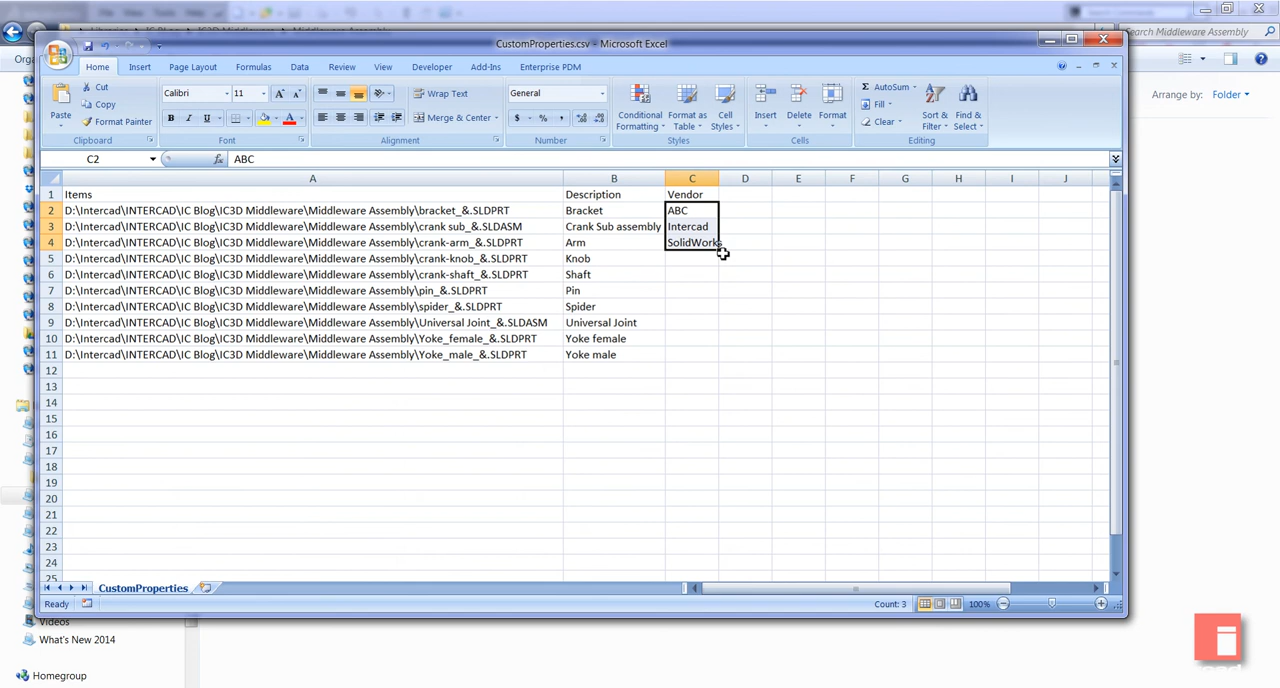 CustomProperties.csv – Microsoft Excel
Search Middleware Assembly
Home Insert Page Layout Formulas Data Review View Developer Add-Ins Enterprise PDM
Orga
Arrange by: Folder
Paste
Cut
Copy
Format Painter
Clipboard
Calibri 11
B I U
Font
Wrap Text
Merge & Center
Alignment
General
$ % ,
Number
Conditional Formatting
Format as Table
Cell Styles
Styles
Insert Delete Format
Cells
AutoSum
Fill
Clear
Sort & Filter
Find & Select
Editing
C2 fx ABC
A B C D E F G H I J
1 Items Description Vendor
2 D:\Intercad\INTERCAD\IC Blog\IC3D Middleware\Middleware Assembly\bracket_&.SLDPRT Bracket ABC
3 D:\Intercad\INTERCAD\IC Blog\IC3D Middleware\Middleware Assembly\crank sub_&.SLDASM Crank Sub assembly Intercad
4 D:\Intercad\INTERCAD\IC Blog\IC3D Middleware\Middleware Assembly\crank-arm_&.SLDPRT Arm SolidWorks
5 D:\Intercad\INTERCAD\IC Blog\IC3D Middleware\Middleware Assembly\crank-knob_&.SLDPRT Knob
6 D:\Intercad\INTERCAD\IC Blog\IC3D Middleware\Middleware Assembly\crank-shaft_&.SLDPRT Shaft
7 D:\Intercad\INTERCAD\IC Blog\IC3D Middleware\Middleware Assembly\pin_&.SLDPRT Pin
8 D:\Intercad\INTERCAD\IC Blog\IC3D Middleware\Middleware Assembly\spider_&.SLDPRT Spider
9 D:\Intercad\INTERCAD\IC Blog\IC3D Middleware\Middleware Assembly\Universal Joint_&.SLDASM Universal Joint
10 D:\Intercad\INTERCAD\IC Blog\IC3D Middleware\Middleware Assembly\Yoke_female_&.SLDPRT Yoke female
11 D:\Intercad\INTERCAD\IC Blog\IC3D Middleware\Middleware Assembly\Yoke_male_&.SLDPRT Yoke male
12
13
14
15
16
17
18
19
20
21
22
23
24
25
CustomProperties
Ready Count: 3 100%
Videos
What's New 2014
Homegroup